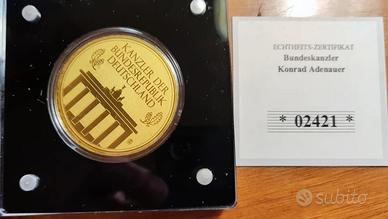 KANZLER DER
BUNDESREPUBLIK
DEUTSCHLAND
ECHTHEITS-ZERTIFIKAT
Bundeskanzler
Konrad Adenauer
* 02421 *
subito